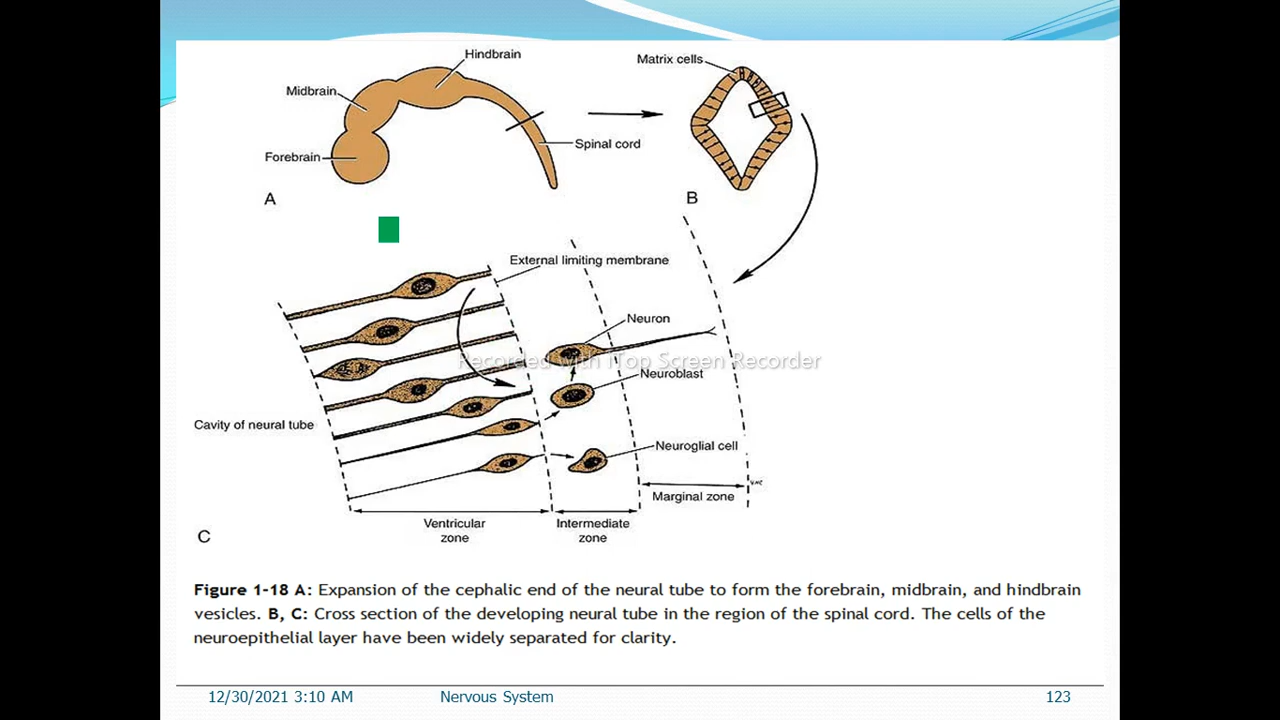 Hindbrain
Midbrain
Forebrain
Spinal cord
A
Matrix cells
B
External limiting membrane
Neuron
Recorded with iTop Screen Recorder
Neuroblast
Cavity of neural tube
Neuroglial cell
Marginal zone
Ventricular
zone
Intermediate
zone
C
Figure 1-18 A: Expansion of the cephalic end of the neural tube to form the forebrain, midbrain, and hindbrain
vesicles. B, C: Cross section of the developing neural tube in the region of the spinal cord. The cells of the
neuroepithelial layer have been widely separated for clarity.
12/30/2021 3:10 AM
Nervous System
123